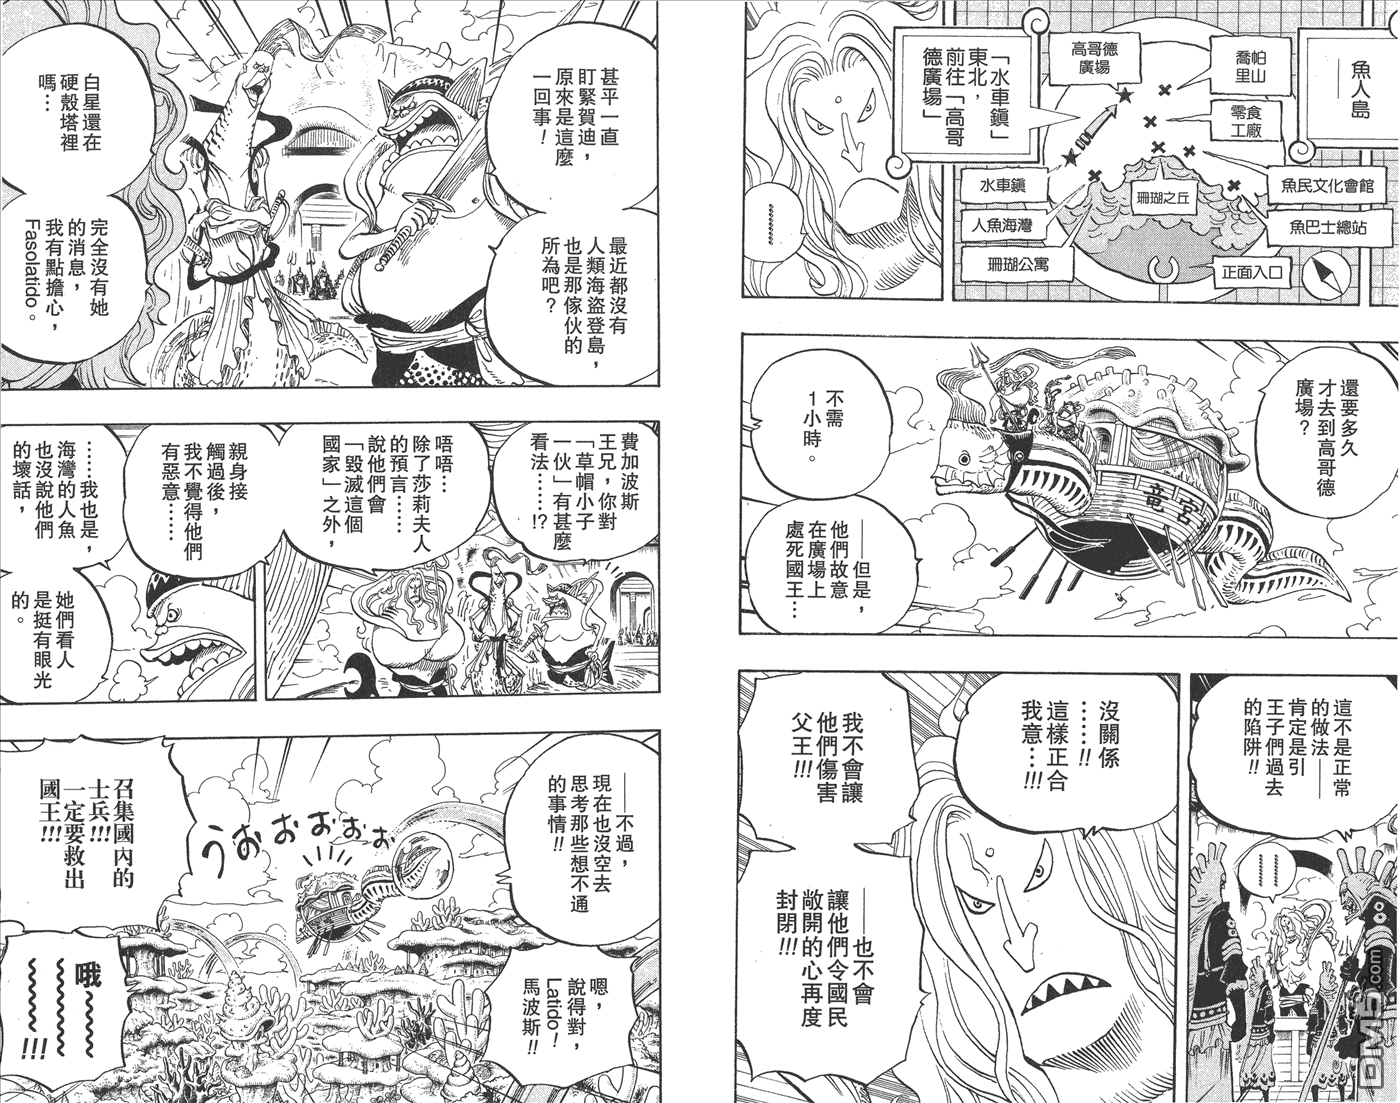 魚人島
——
高哥德
廣場
喬帕
里山
零食
工廠
水車鎮
珊瑚之丘
魚民文化會館
人魚海灣
魚巴士總站
珊瑚公寓
正面入口
「水車鎮」
東北，
前往「高哥
德廣場」
…………
還要多久
才去到高哥德
廣場？
不需
1小時。
——但是，
他們故意
在廣場上
處死國王…
竜宮
這不是正常
的做法——
肯定是引
王子們過去
的陷阱!!
…………
沒關係
……!!
這樣正合
我意…!!!
我不會讓
他們傷害
父王!!!
——也不會
讓他們令國民
敞開的心再度
封閉!!!
甚平一直
盯緊賀迪，
原來是這麼
一回事！
最近都沒有
人類海盜登島，
也是那傢伙的
所為吧？
白星還在
硬殼塔裡
嗎…
完全沒有她
的消息，
我有點擔心，
Fasolatido。
費加波斯
王兄，你對
「草帽小子
一伙」有甚麼
看法……!?
唔唔…
除了莎莉夫人
的預言……
說他們會
「毀滅這個
國家」之外，
親身接
觸過後，
我不覺得他們
有惡意……
……我也是，
海灣的人魚
也沒說他們
的壞話，
她們看人
是挺有眼光
的。
——不過，
現在也沒空去
思考那些想不通
的事情!!
嗯，
說得對，
Latido！
馬波斯!!
うおおおおお
召集國內的
士兵!!!
一定要救出
國王!!!
哦～～
～～～
～～!!!
DM5.com